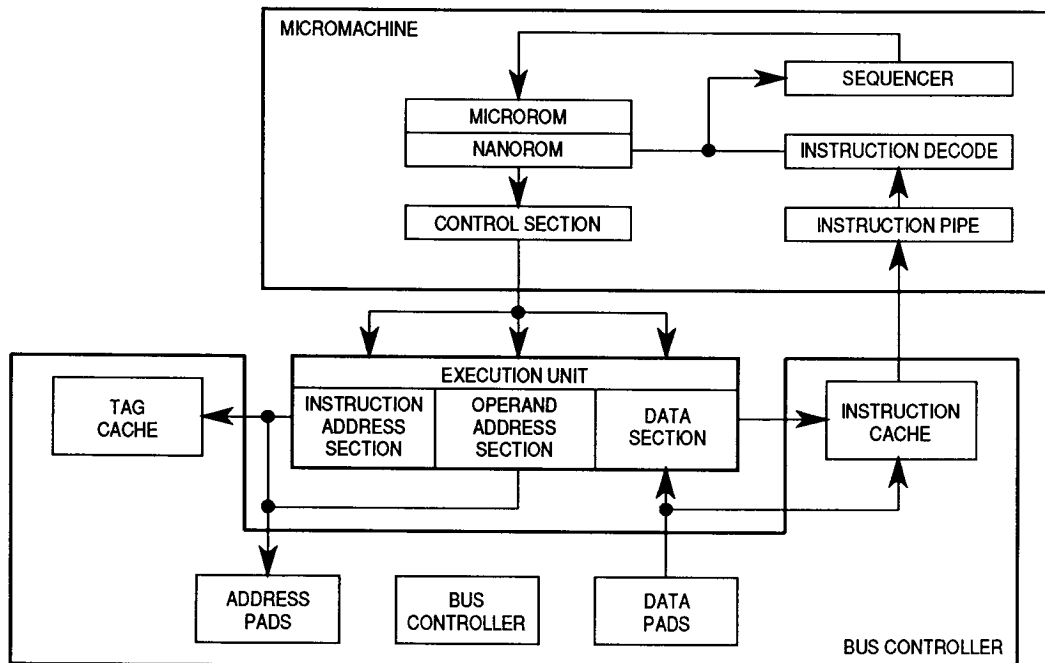 MICROMACHINE
SEQUENCER
MICROROM
NANOROM
INSTRUCTION DECODE
CONTROL SECTION
INSTRUCTION PIPE
EXECUTION UNIT
TAG
CACHE
INSTRUCTION
ADDRESS
SECTION
OPERAND
ADDRESS
SECTION
DATA
SECTION
INSTRUCTION
CACHE
ADDRESS
PADS
BUS
CONTROLLER
DATA
PADS
BUS CONTROLLER